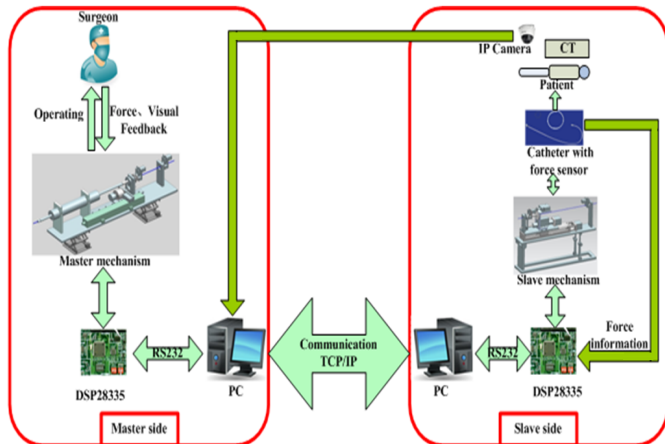 Surgeon
Operating
Force、Visual
Feedback
Master mechanism
RS232
DSP28335
PC
Master side
Communication
TCP/IP
IP Camera
CT
Patient
Catheter with
force sensor
Slave mechanism
Force
information
RS232
PC
DSP28335
Slave side